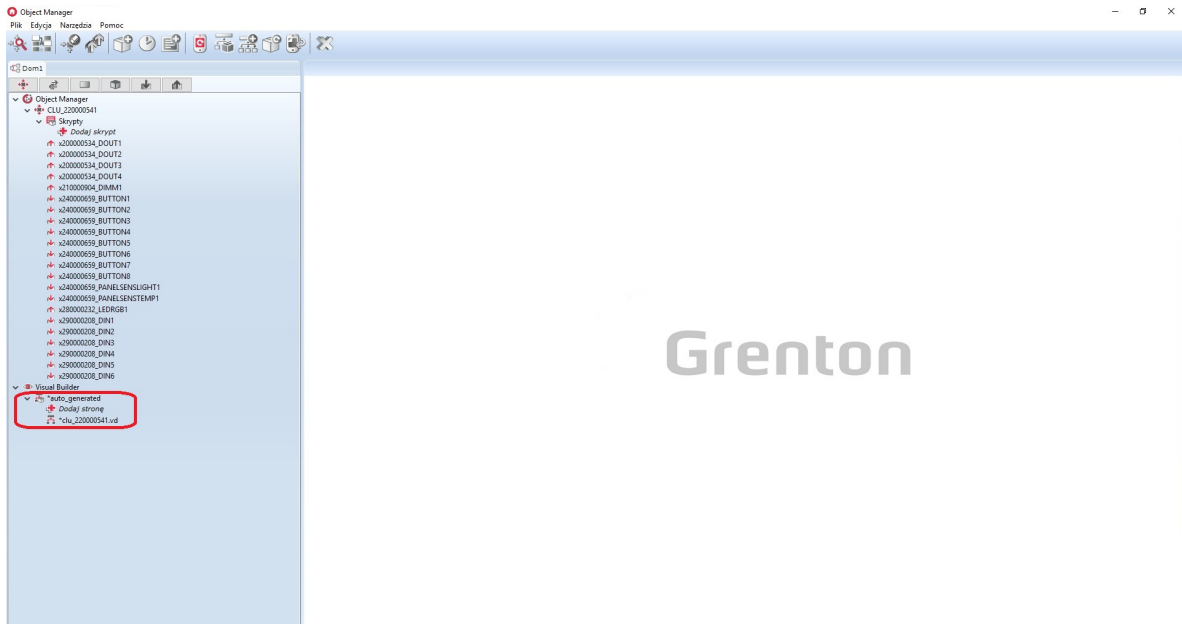 Object Manager
Plik Edycja Narzędzia Pomoc
Dom1
Object Manager
CLU_220000541
Skrypty
Dodaj skrypt
x200000534_DOUT1
x200000534_DOUT2
x200000534_DOUT3
x200000534_DOUT4
x210000904_DIMM1
x240000659_BUTTON1
x240000659_BUTTON2
x240000659_BUTTON3
x240000659_BUTTON4
x240000659_BUTTON5
x240000659_BUTTON6
x240000659_BUTTON7
x240000659_BUTTON8
x240000659_PANELSENSLIGHT1
x240000659_PANELSENSTEMP1
x280000232_LEDRGB1
x290000208_DIN1
x290000208_DIN2
x290000208_DIN3
x290000208_DIN4
x290000208_DIN5
x290000208_DIN6
Visual Builder
*auto_generated
Dodaj stronę
*clu_220000541.vd
Grenton